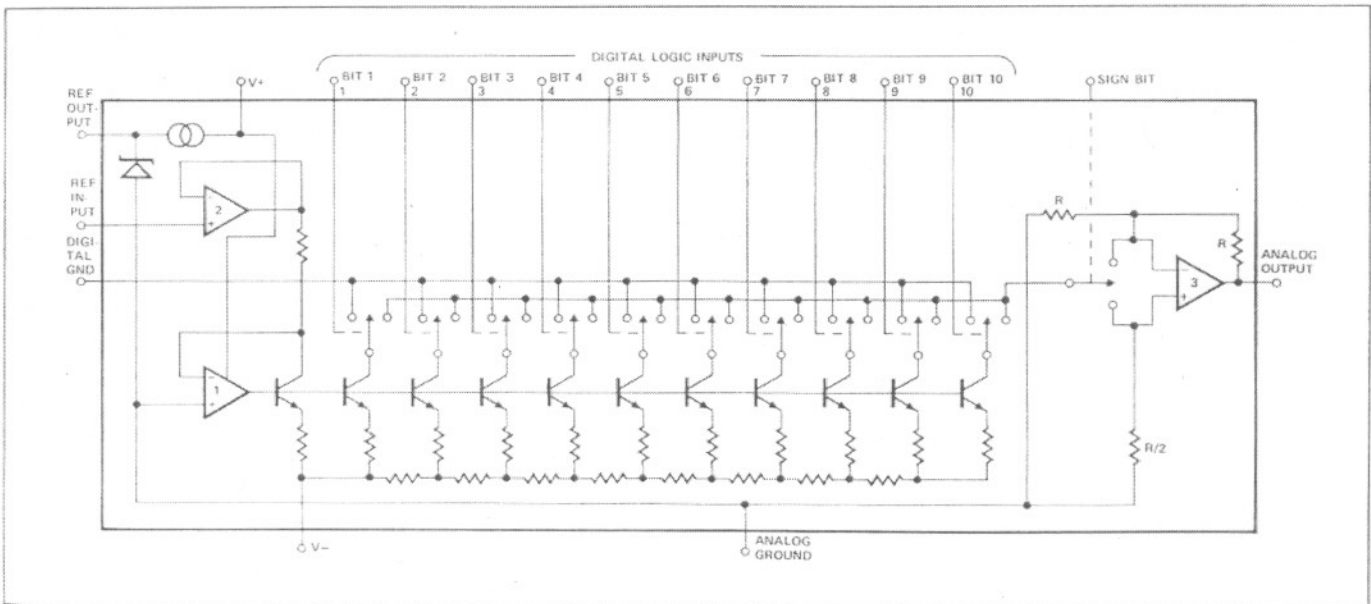 DIGITAL LOGIC INPUTS
V+
BIT 1
1
BIT 2
2
BIT 3
3
BIT 4
4
BIT 5
5
BIT 6
6
BIT 7
7
BIT 8
8
BIT 9
9
BIT 10
10
SIGN BIT
REF
OUT-
PUT
REF
IN-
PUT
DIGI-
TAL
GND
2
-
+
1
-
+
R
R
3
-
+
ANALOG
OUTPUT
R/2
V−
ANALOG
GROUND